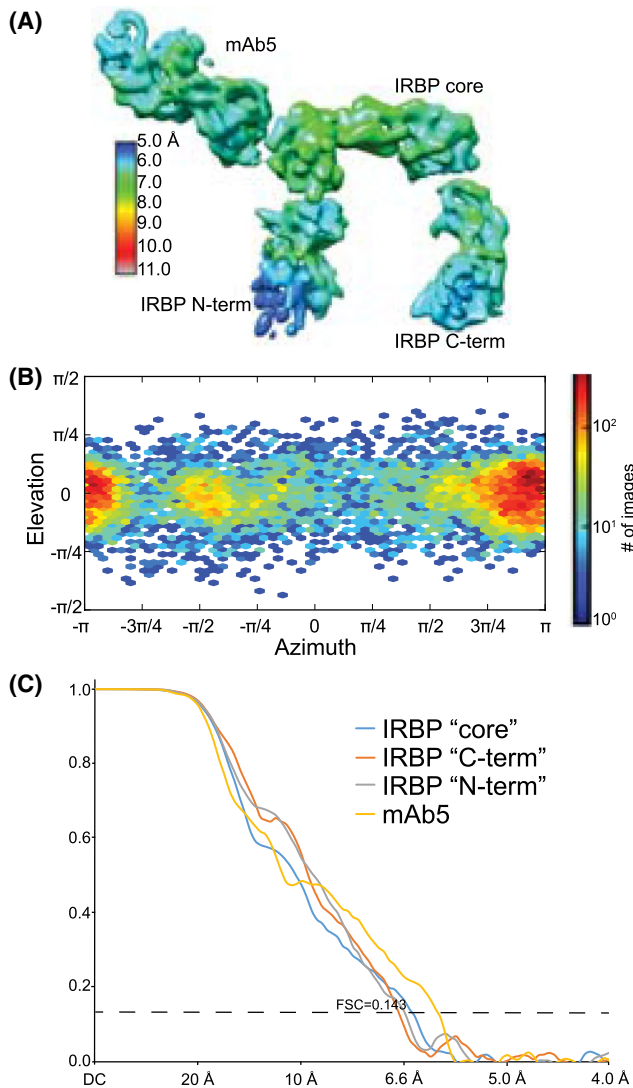 (A)
mAb5
IRBP core
5.0 Å
6.0
7.0
8.0
9.0
10.0
11.0
IRBP N-term
IRBP C-term
(B)
π/2
π/4
0
-π/4
-π/2
Elevation
-π -3π/4 -π/2 -π/4 0 π/4 π/2 3π/4 π
Azimuth
10²
10¹
10⁰
# of images
(C)
1.0
0.8
0.6
0.4
0.2
0.0
IRBP "core"
IRBP "C-term"
IRBP "N-term"
mAb5
FSC=0.143
DC 20 Å 10 Å 6.6 Å 5.0 Å 4.0 Å